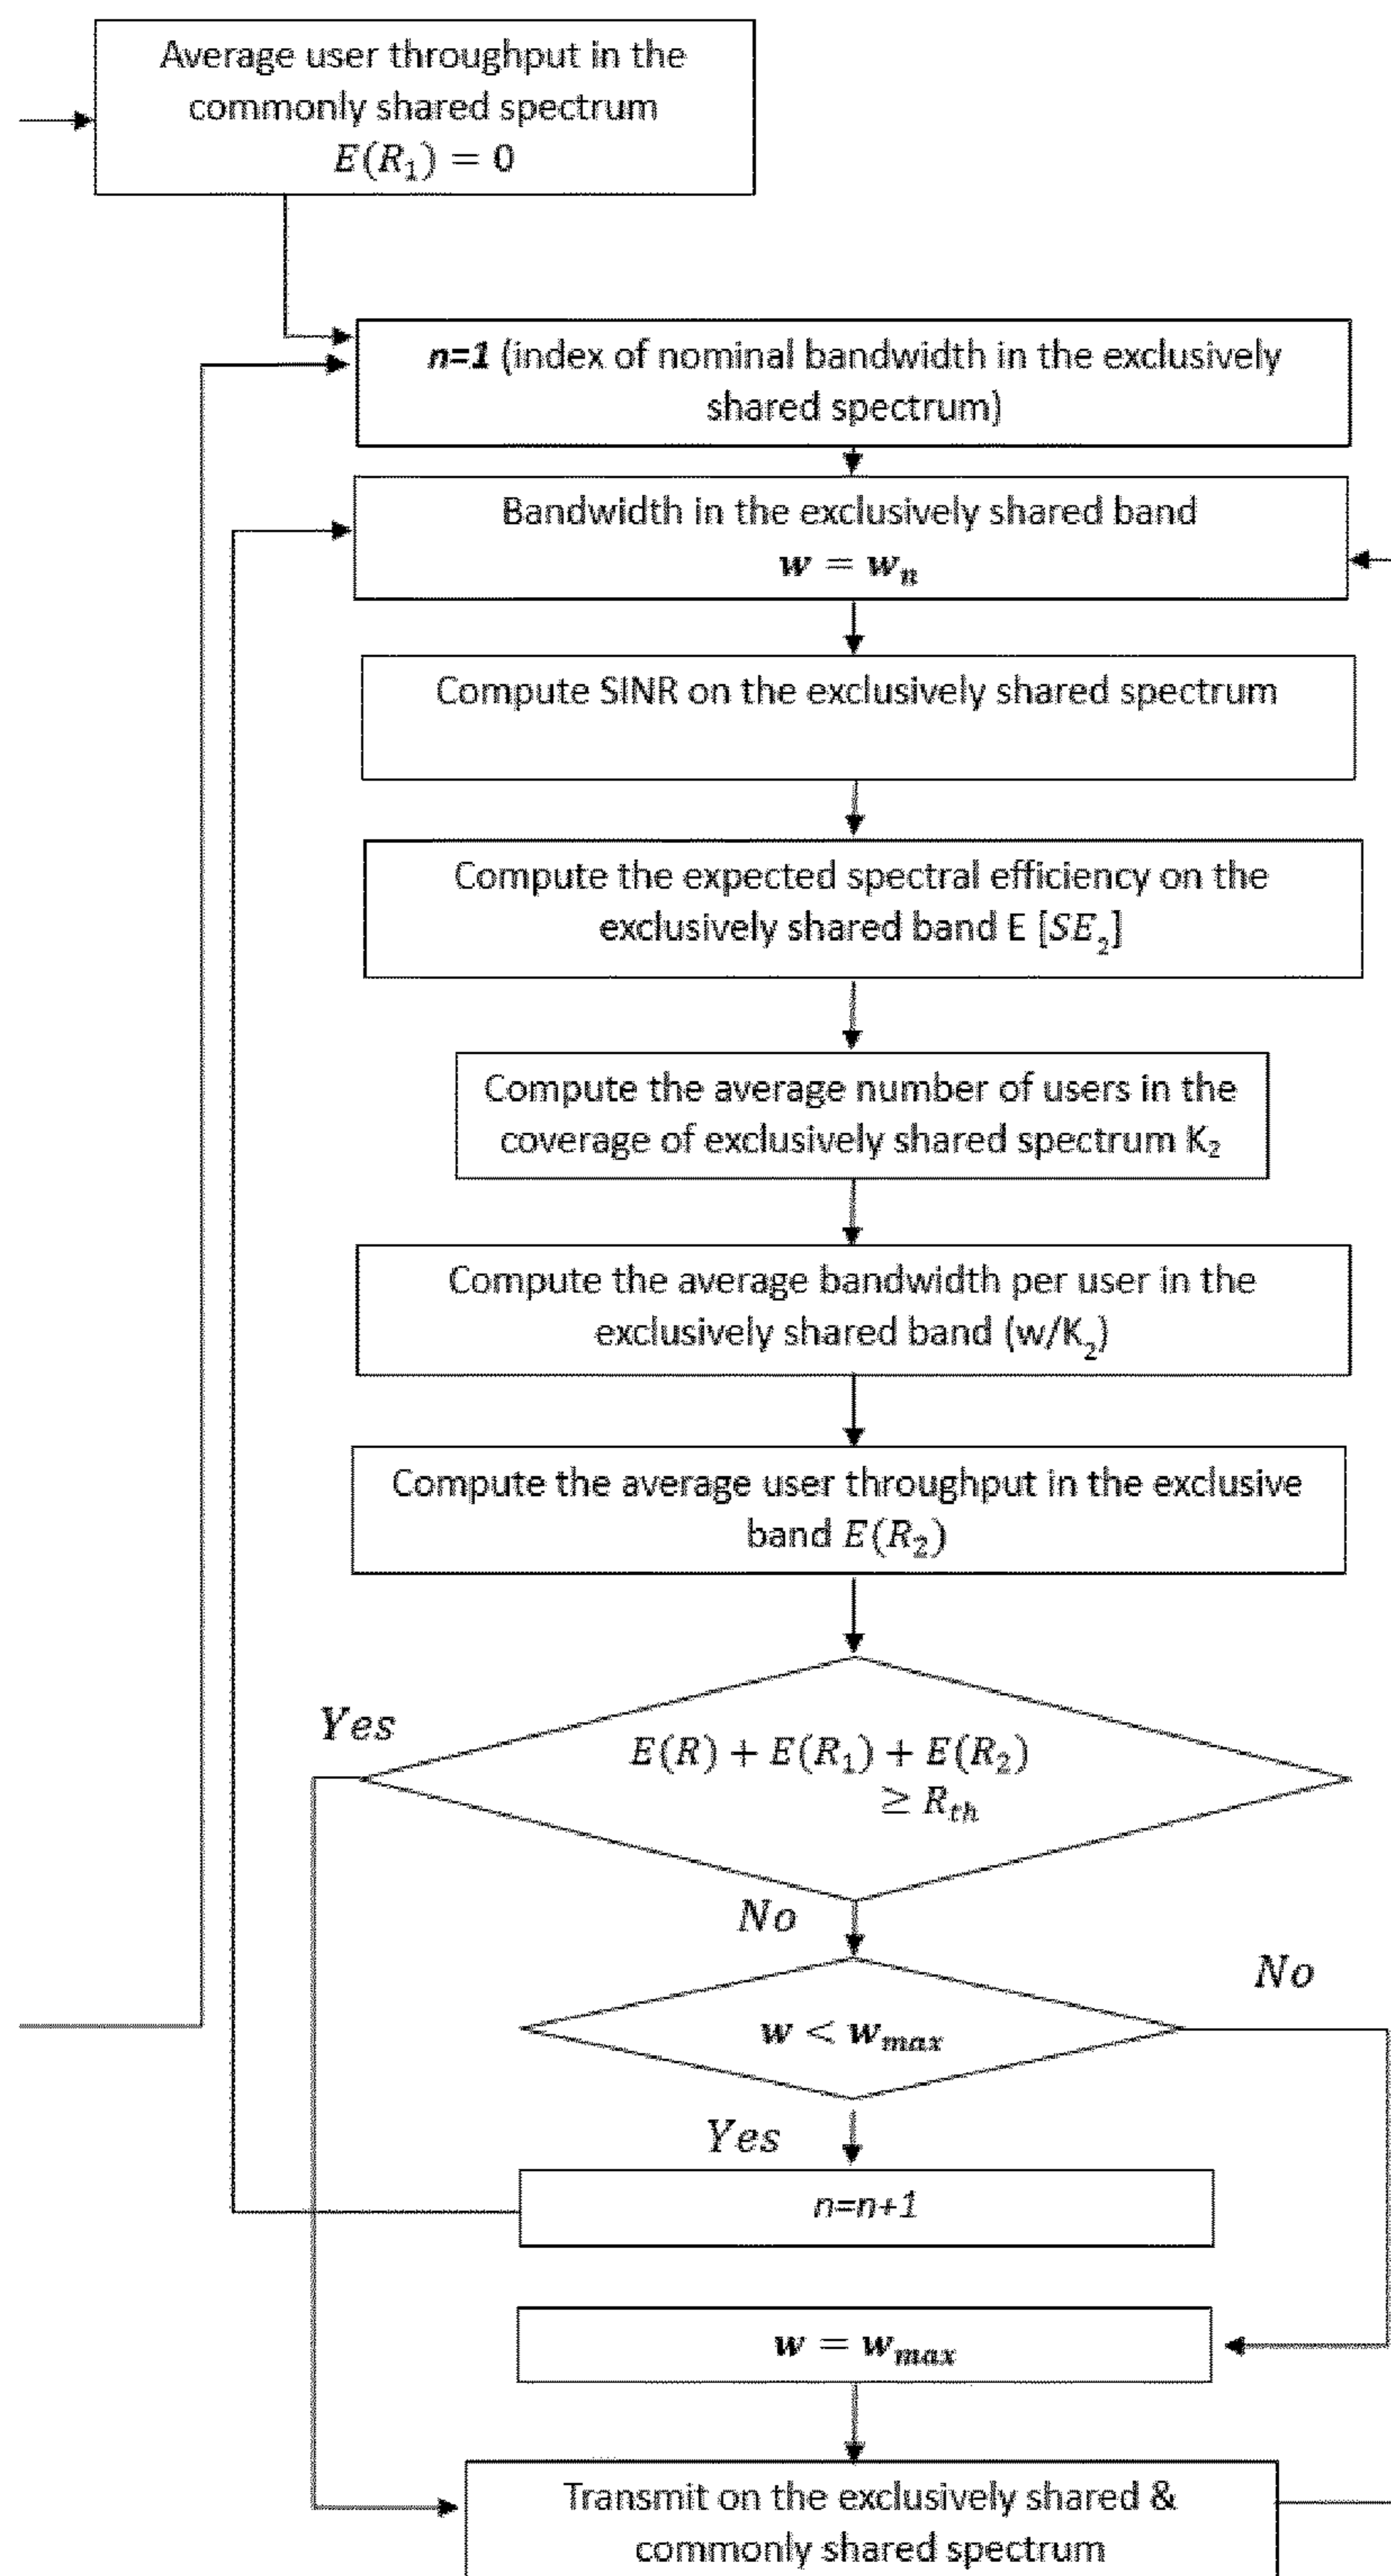 Average user throughput in the
commonly shared spectrum
E(R₁) = 0
n=1 (index of nominal bandwidth in the exclusively
shared spectrum)
Bandwidth in the exclusively shared band
w = wₙ
Compute SINR on the exclusively shared spectrum
Compute the expected spectral efficiency on the
exclusively shared band E [SE₂]
Compute the average number of users in the
coverage of exclusively shared spectrum K₂
Compute the average bandwidth per user in the
exclusively shared band (w/K₂)
Compute the average user throughput in the exclusive
band E(R₂)
Yes
E(R) + E(R₁) + E(R₂)
≥ R_th
No
No
w < w_max
Yes
n=n+1
w = w_max
Transmit on the exclusively shared &
commonly shared spectrum